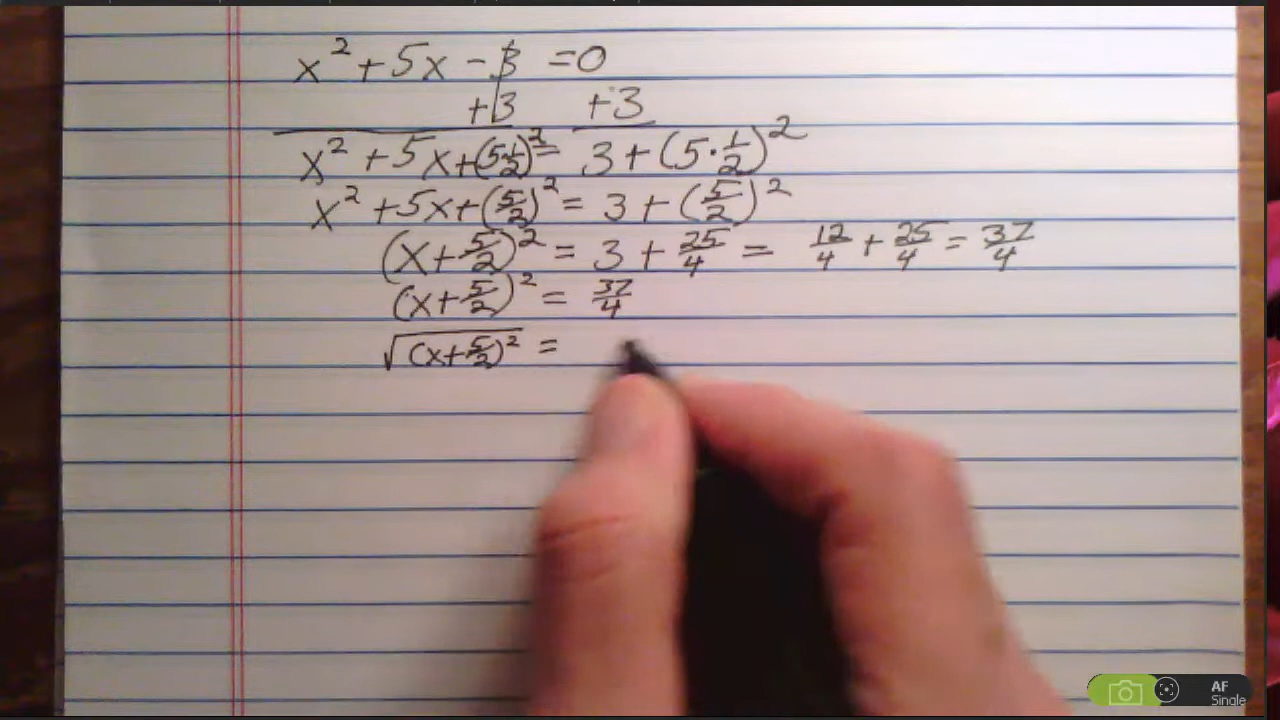 x² + 5x - 3 = 0
+3 +3
x² + 5x + (5·1/2)² = 3 + (5·1/2)²
x² + 5x + (5/2)² = 3 + (5/2)²
(x + 5/2)² = 3 + 25/4 = 12/4 + 25/4 = 37/4
(x + 5/2)² = 37/4
√(x + 5/2)² =
AF
Single